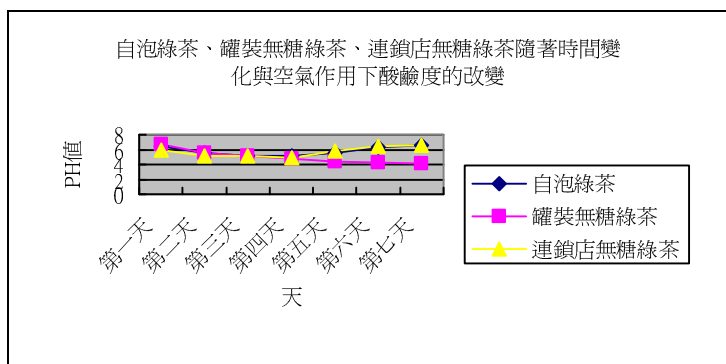 自泡綠茶、罐裝無糖綠茶、連鎖店無糖綠茶隨著時間變
化與空氣作用下酸鹼度的改變
PH值
8
6
4
2
0
第一天
第二天
第三天
第四天
第五天
第六天
第七天
天
自泡綠茶
罐裝無糖綠茶
連鎖店無糖綠茶